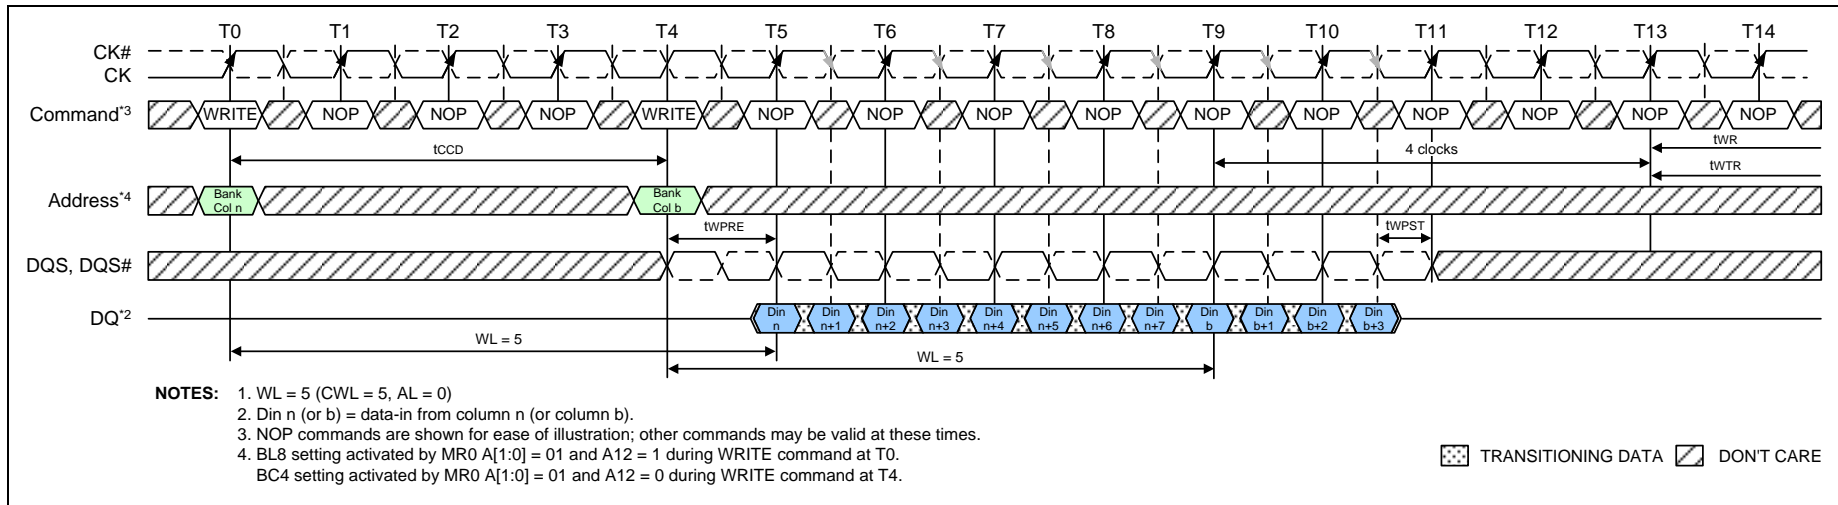 T0 T1 T2 T3 T4 T5 T6 T7 T8 T9 T10 T11 T12 T13 T14
CK#
CK
Command*3 WRITE NOP NOP NOP WRITE NOP NOP NOP NOP NOP NOP NOP NOP NOP NOP
tCCD 4 clocks tWR
tWTR
Address*4 Bank Col n Bank Col b
tWPRE tWPST
DQS, DQS#
DQ*2 Din n Din n+1 Din n+2 Din n+3 Din n+4 Din n+5 Din n+6 Din n+7 Din b Din b+1 Din b+2 Din b+3
WL = 5 WL = 5
NOTES: 1. WL = 5 (CWL = 5, AL = 0)
2. Din n (or b) = data-in from column n (or column b).
3. NOP commands are shown for ease of illustration; other commands may be valid at these times.
4. BL8 setting activated by MR0 A[1:0] = 01 and A12 = 1 during WRITE command at T0.
BC4 setting activated by MR0 A[1:0] = 01 and A12 = 0 during WRITE command at T4.
TRANSITIONING DATA DON'T CARE